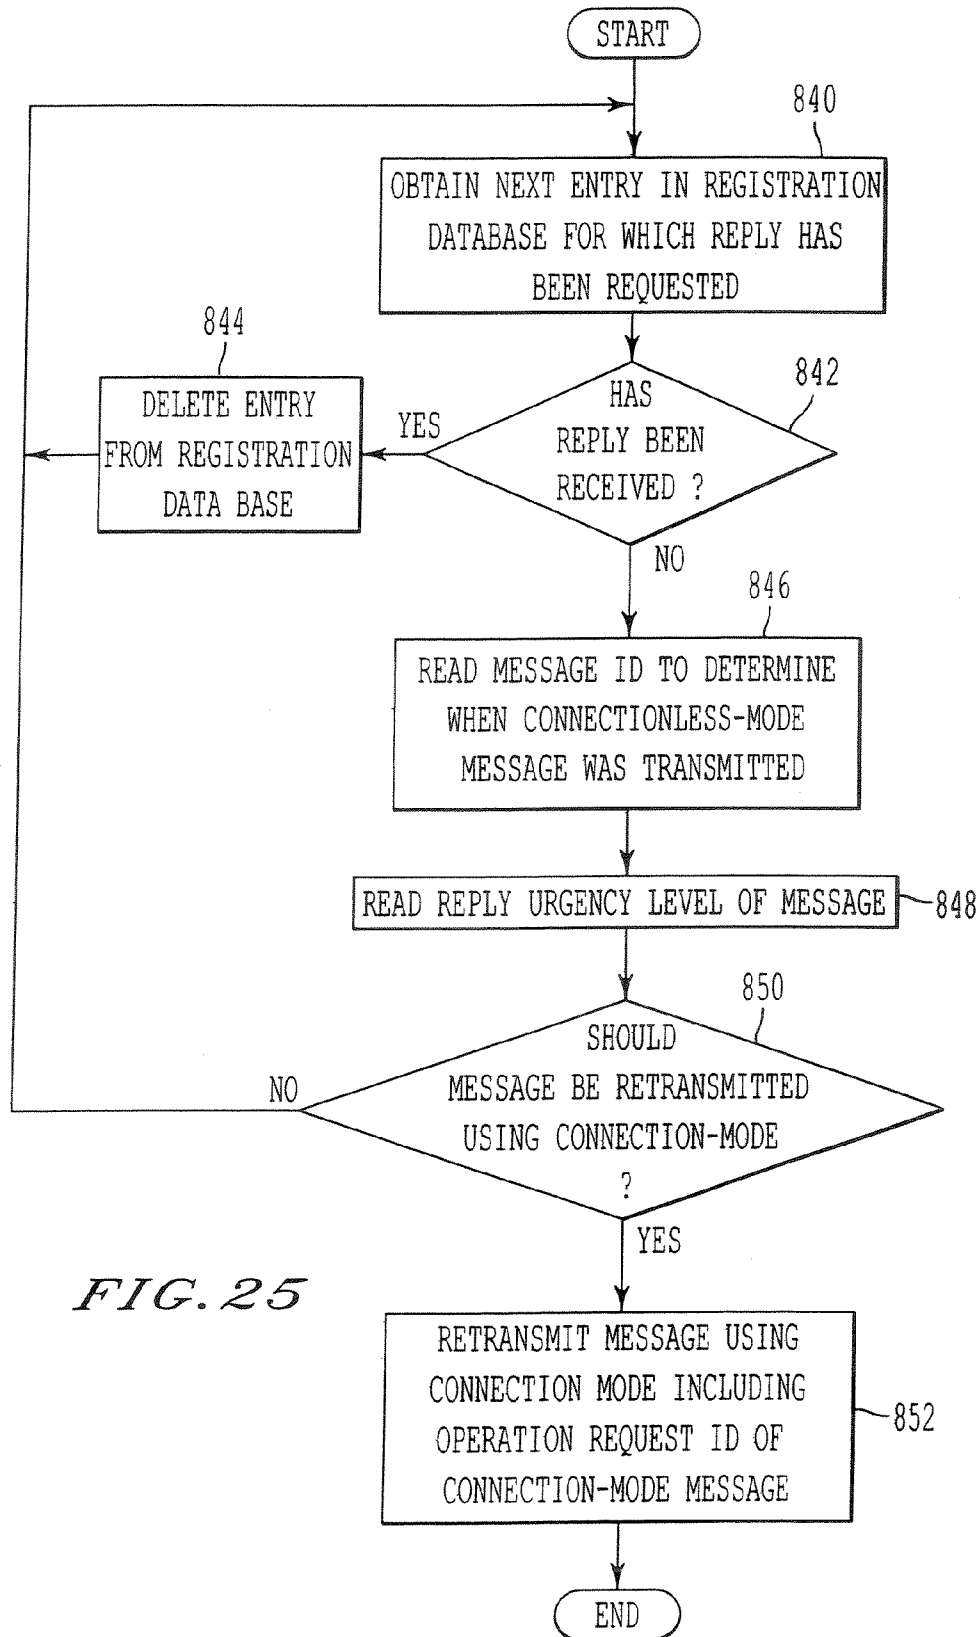 START
840
OBTAIN NEXT ENTRY IN REGISTRATION
DATABASE FOR WHICH REPLY HAS
BEEN REQUESTED
844
DELETE ENTRY
FROM REGISTRATION
DATA BASE
YES
842
HAS
REPLY BEEN
RECEIVED ?
NO
846
READ MESSAGE ID TO DETERMINE
WHEN CONNECTIONLESS-MODE
MESSAGE WAS TRANSMITTED
READ REPLY URGENCY LEVEL OF MESSAGE
848
850
SHOULD
MESSAGE BE RETRANSMITTED
USING CONNECTION-MODE
?
NO
YES
FIG. 25
RETRANSMIT MESSAGE USING
CONNECTION MODE INCLUDING
OPERATION REQUEST ID OF
CONNECTION-MODE MESSAGE
852
END